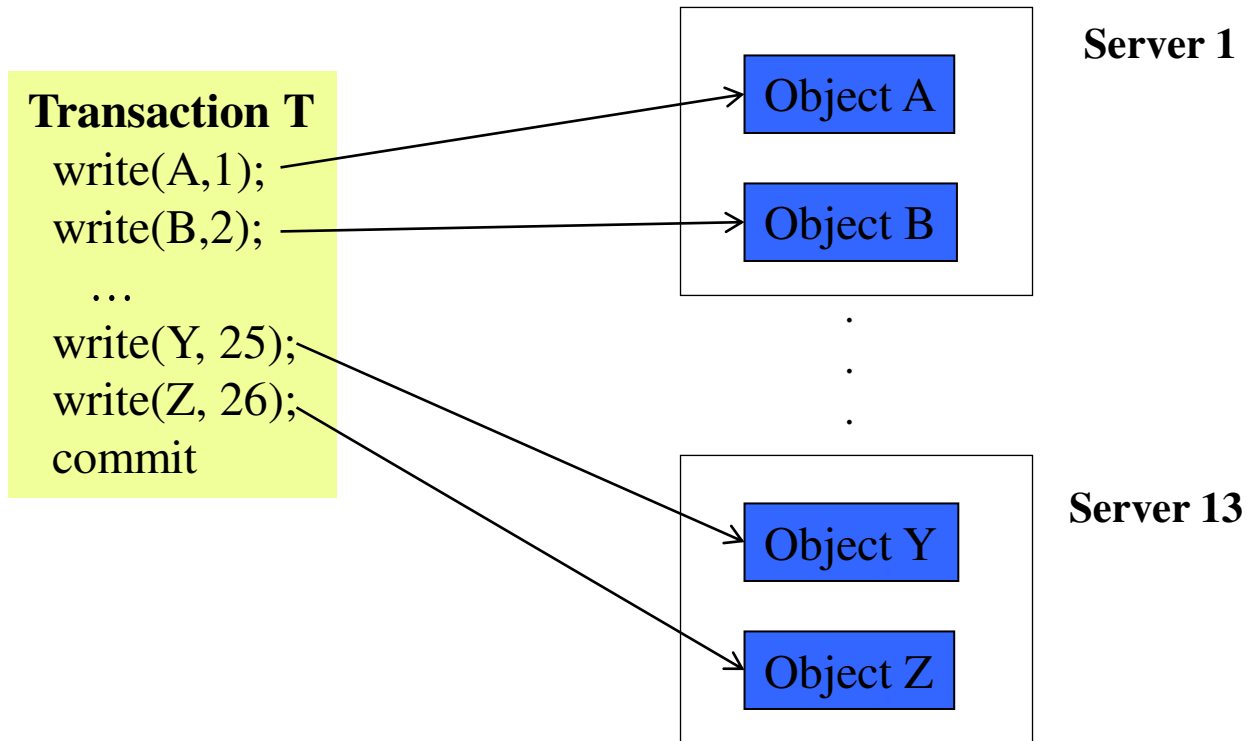 Transaction T
write(A,1);
write(B,2);
…
write(Y, 25);
write(Z, 26);
commit
Server 1
Object A
Object B
.
.
.
Server 13
Object Y
Object Z